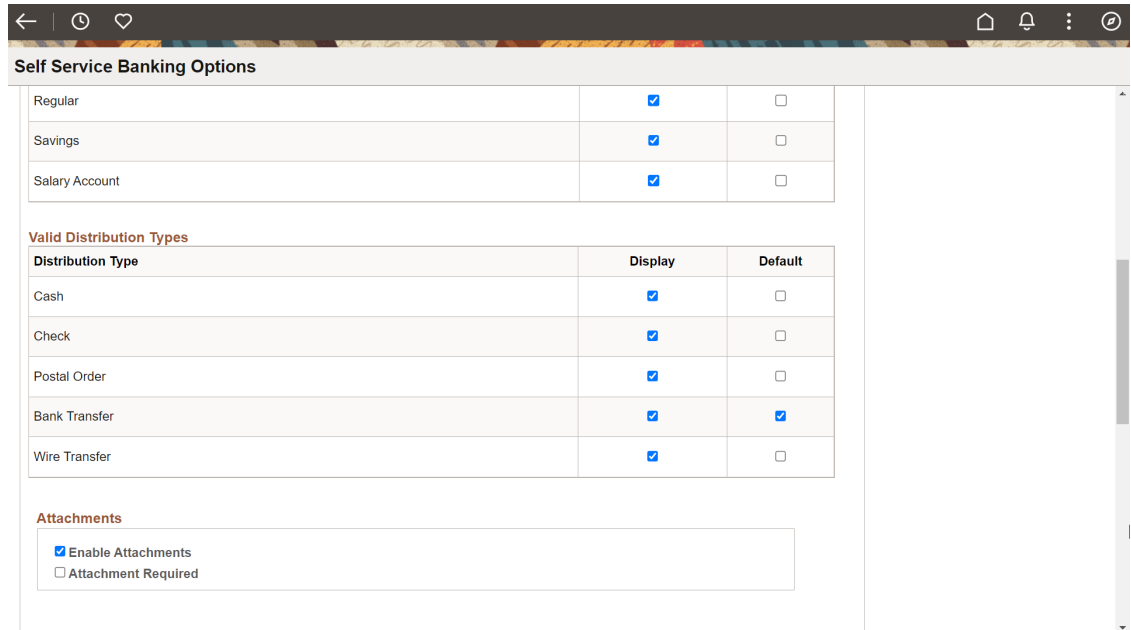 Self Service Banking Options
Regular
Savings
Salary Account
Valid Distribution Types
Distribution Type Display Default
Cash
Check
Postal Order
Bank Transfer
Wire Transfer
Attachments
Enable Attachments
Attachment Required